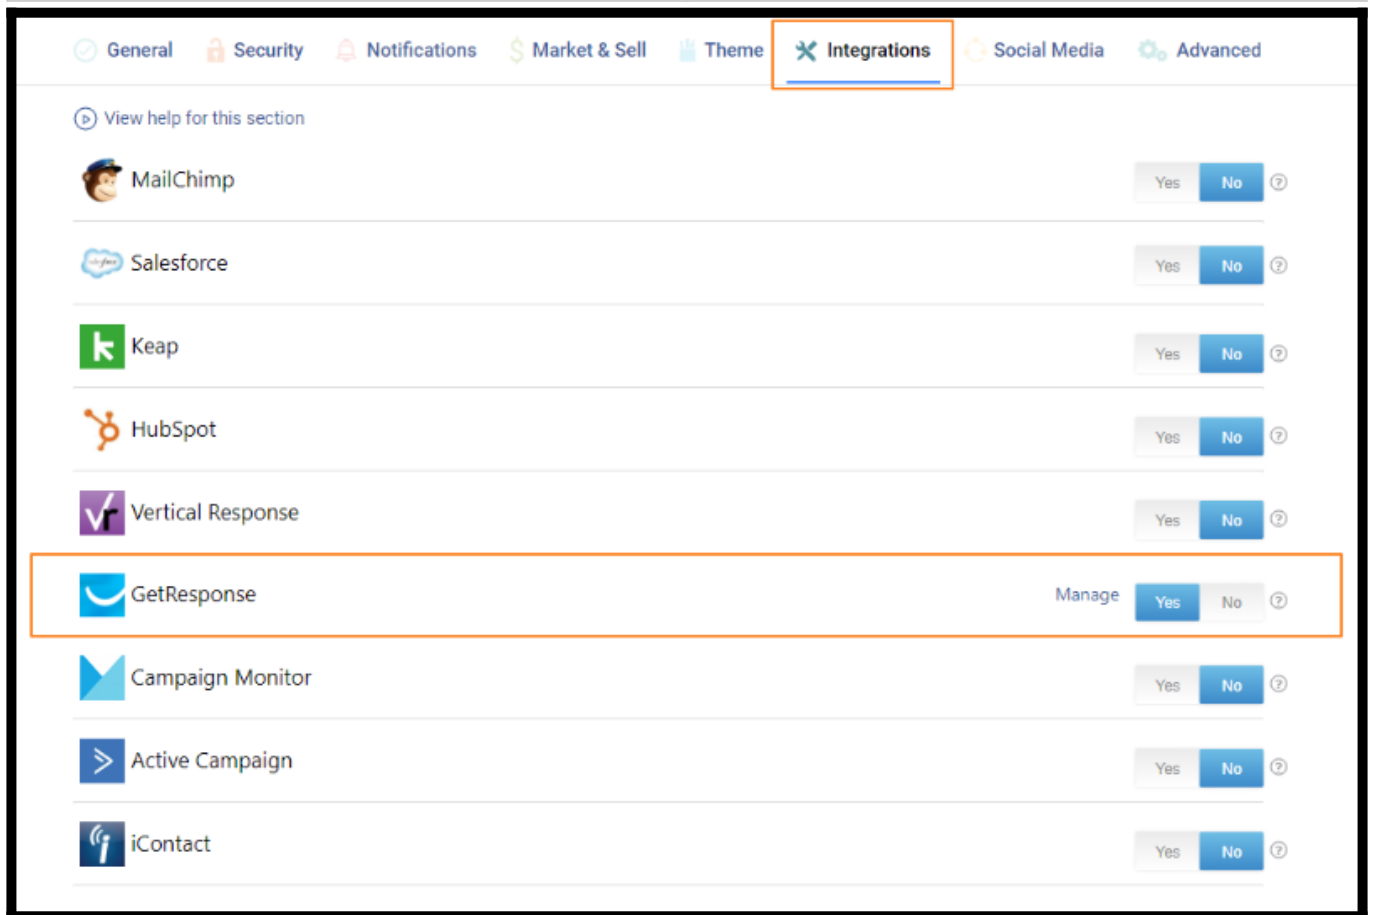 General Security Notifications Market & Sell Theme Integrations Social Media Advanced
View help for this section
MailChimp Yes No
Salesforce Yes No
Keap Yes No
HubSpot Yes No
Vertical Response Yes No
GetResponse Manage Yes No
Campaign Monitor Yes No
Active Campaign Yes No
iContact Yes No